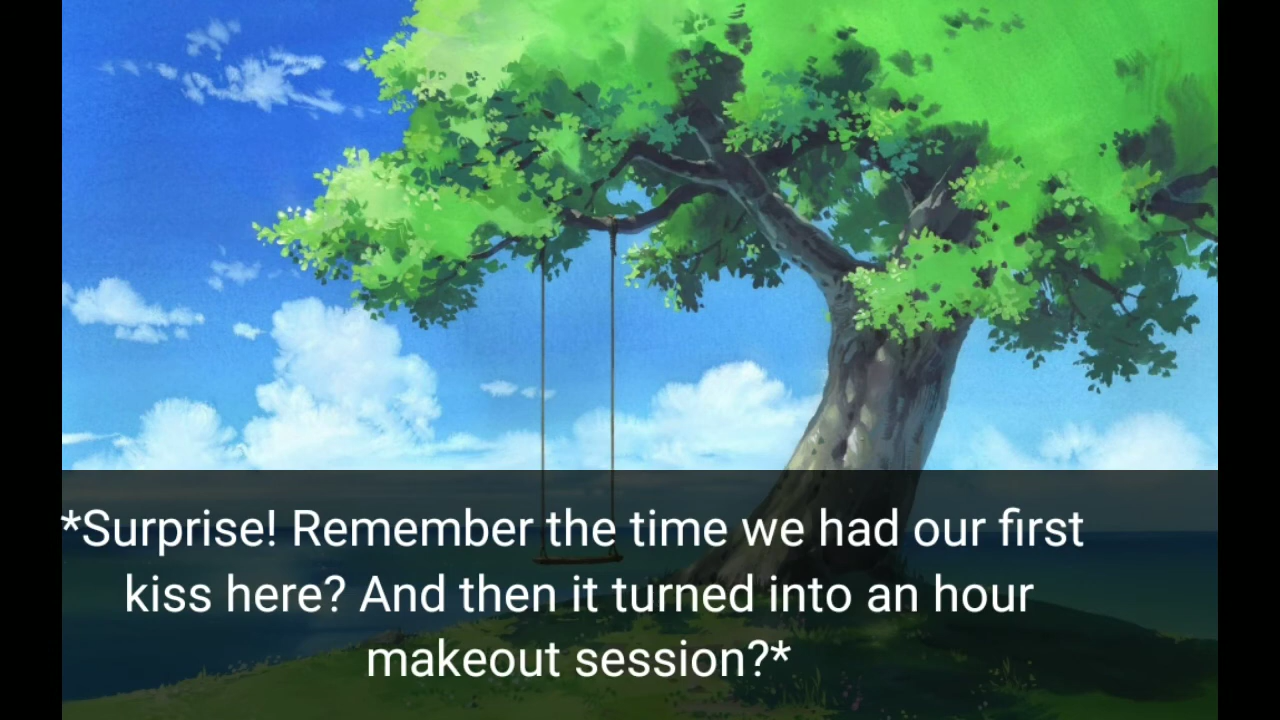 *Surprise! Remember the time we had our first
kiss here? And then it turned into an hour
makeout session?*